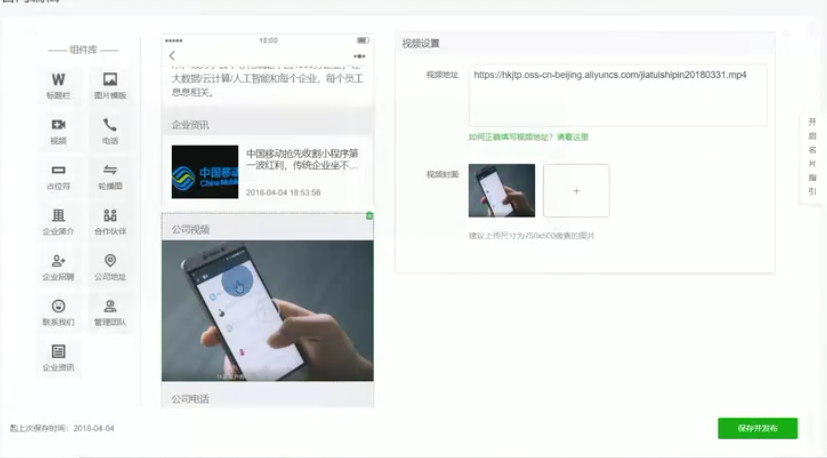 组件库
W
标题栏
图片模版
视频
电话
占位符
轮播图
企业简介
合作伙伴
企业招聘
公司地址
联系我们
管理团队
企业资讯
18:00
大数据/云计算/人工智能和每个企业，每个员工
息息相关。
企业资讯
中国移动
China Mobile
中国移动抢先收割小程序第
一波红利，传统企业坐不…
2018-04-04 18:53:58
公司视频
公司电话
视频设置
视频地址
https://hkjtp.oss-cn-beijing.aliyuncs.com/jiatuishipin20180331.mp4
如何正确填写视频地址？请看这里
视频封面
+
建议上传尺寸为750x500像素的图片
开启名片指引
上次保存时间：2018-04-04
保存并发布